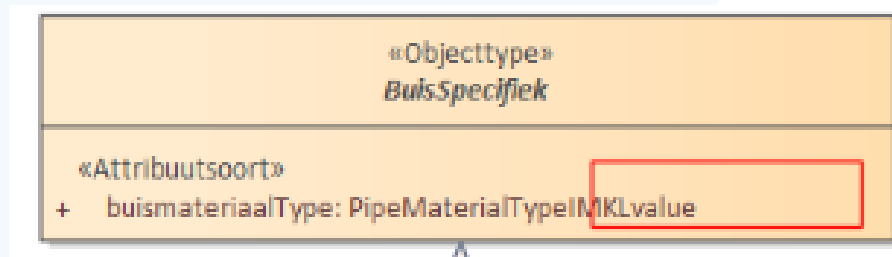 «Objecttype»
BuisSpecifiek
«Attribuutsoort»
+ buismateriaalType: PipeMaterialTypeIMKLvalue